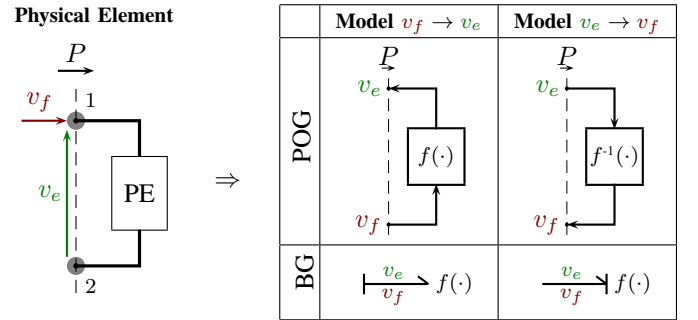 Physical Element
P
v_f
1
v_e
PE
2
⇒
Model v_f → v_e
Model v_e → v_f
POG
P
v_e
f(·)
v_f
P
v_e
f⁻¹(·)
v_f
BG
v_e
v_f
f(·)
v_e
v_f
f(·)